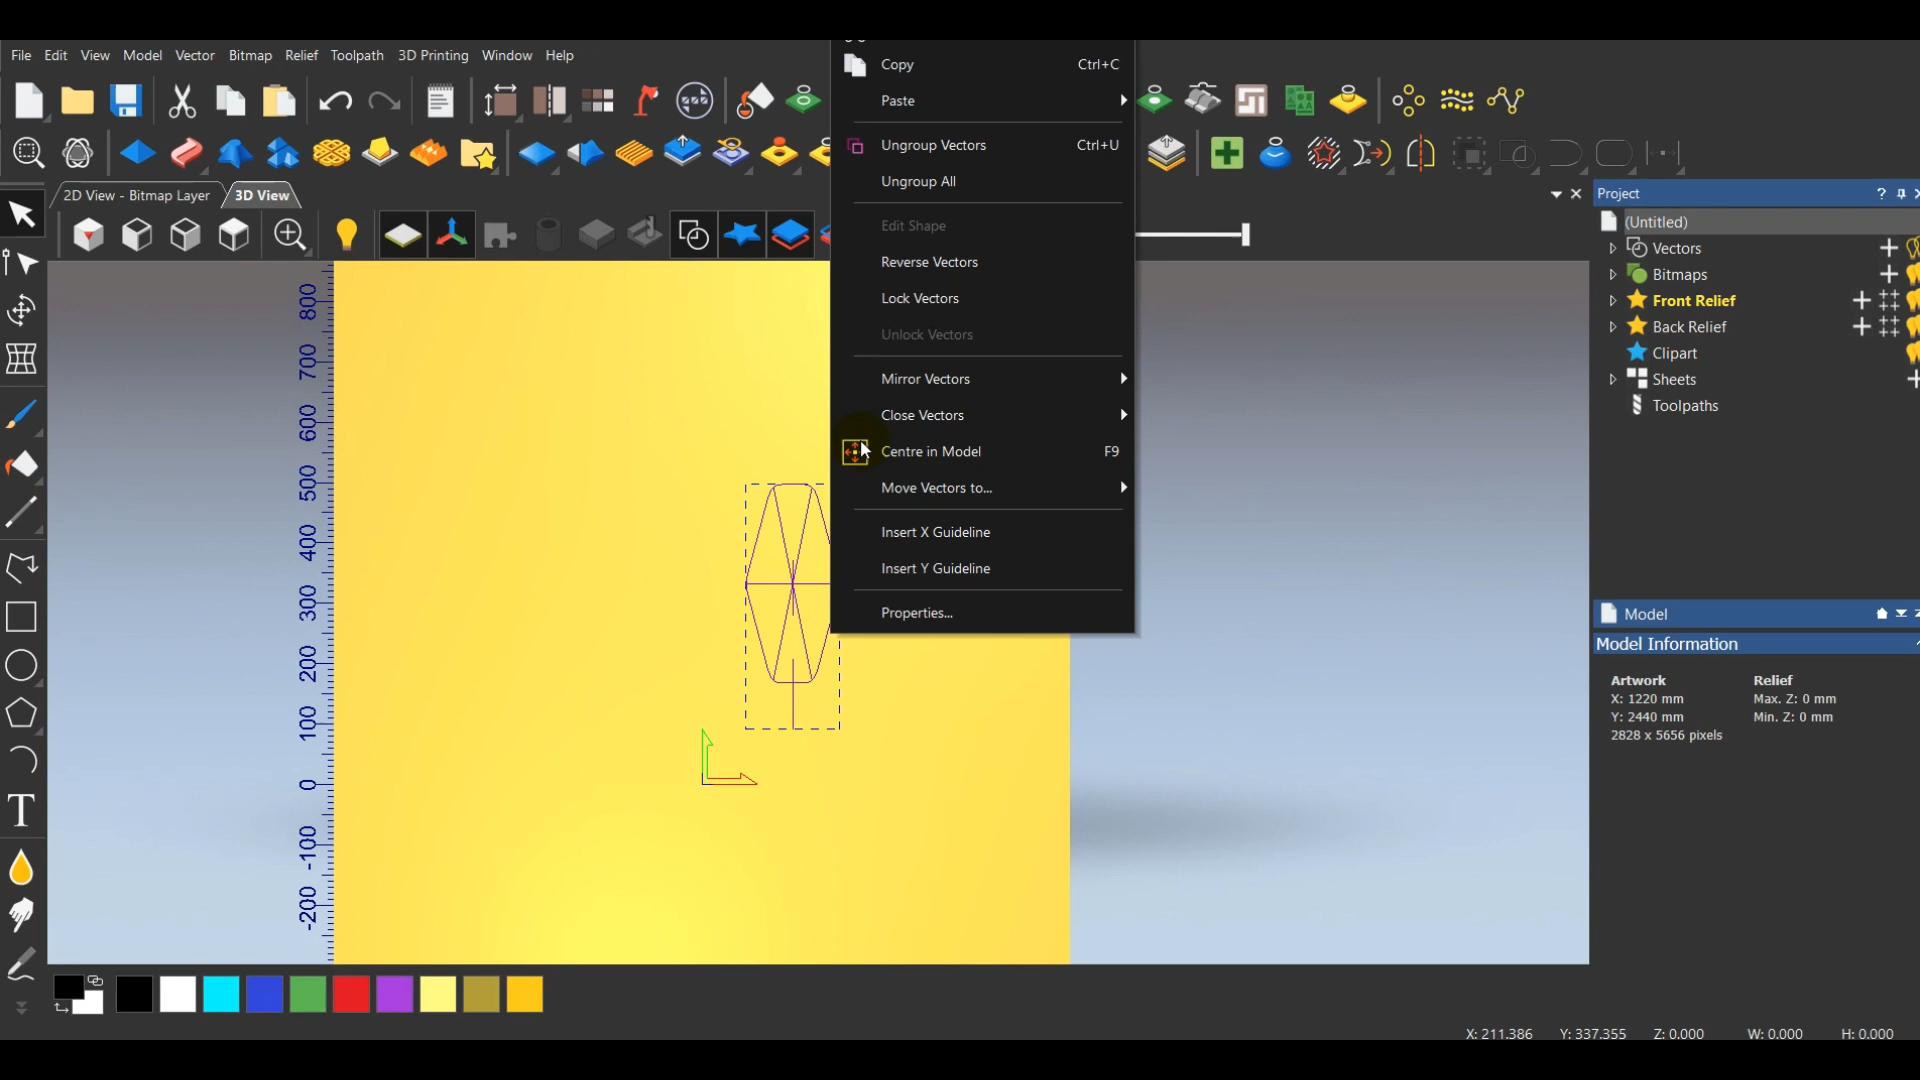 File Edit View Model Vector Bitmap Relief Toolpath 3D Printing Window Help
Copy Ctrl+C
Paste
Ungroup Vectors Ctrl+U
Ungroup All
Edit Shape
Reverse Vectors
Lock Vectors
Unlock Vectors
Mirror Vectors
Close Vectors
Centre in Model F9
Move Vectors to...
Insert X Guideline
Insert Y Guideline
Properties...
2D View - Bitmap Layer 3D View
800
700
600
500
400
300
200
100
0
-100
-200
T
Project
(Untitled)
Vectors
Bitmaps
Front Relief
Back Relief
Clipart
Sheets
Toolpaths
Model
Model Information
Artwork Relief
X: 1220 mm Max. Z: 0 mm
Y: 2440 mm Min. Z: 0 mm
2828 x 5656 pixels
X: 211.386 Y: 337.355 Z: 0.000 W: 0.000 H: 0.000